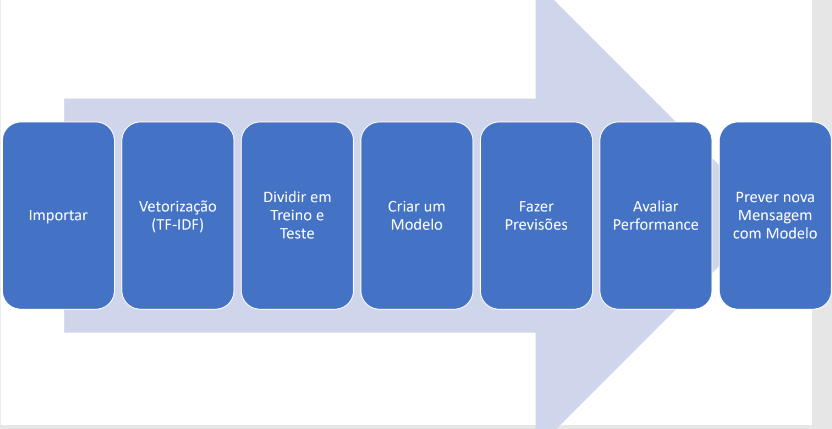 Importar
Vetorização
(TF-IDF)
Dividir em
Treino e
Teste
Criar um
Modelo
Fazer
Previsões
Avaliar
Performance
Prever nova
Mensagem
com Modelo